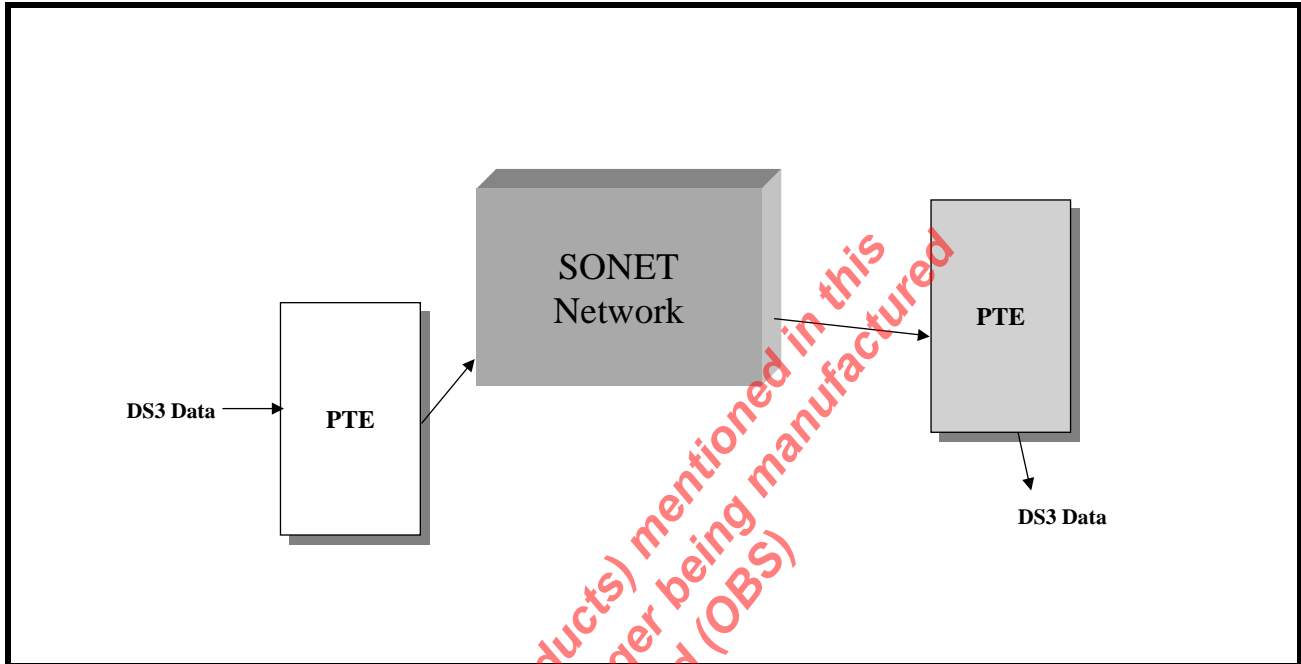 SONET
Network
PTE
DS3 Data
PTE
DS3 Data
ducts) mentioned in this
ger being manufactured
d (OBS)